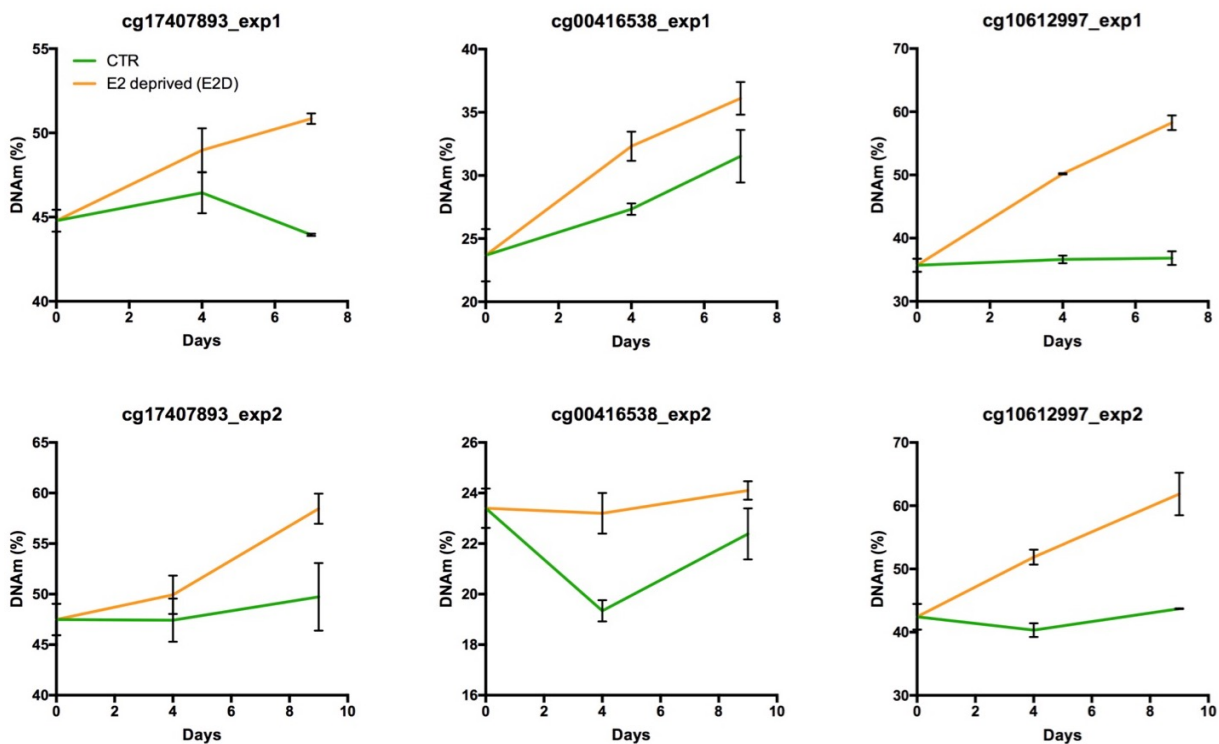 cg17407893_exp1
55
50
45
40
DNAm (%)
CTR
E2 deprived (E2D)
0 2 4 6 8
Days
cg00416538_exp1
40
35
30
25
20
DNAm (%)
0 2 4 6 8
Days
cg10612997_exp1
70
60
50
40
30
DNAm (%)
0 2 4 6 8
Days
cg17407893_exp2
65
60
55
50
45
40
DNAm (%)
0 2 4 6 8 10
Days
cg00416538_exp2
26
24
22
20
18
16
DNAm (%)
0 2 4 6 8 10
Days
cg10612997_exp2
70
60
50
40
30
DNAm (%)
0 2 4 6 8 10
Days